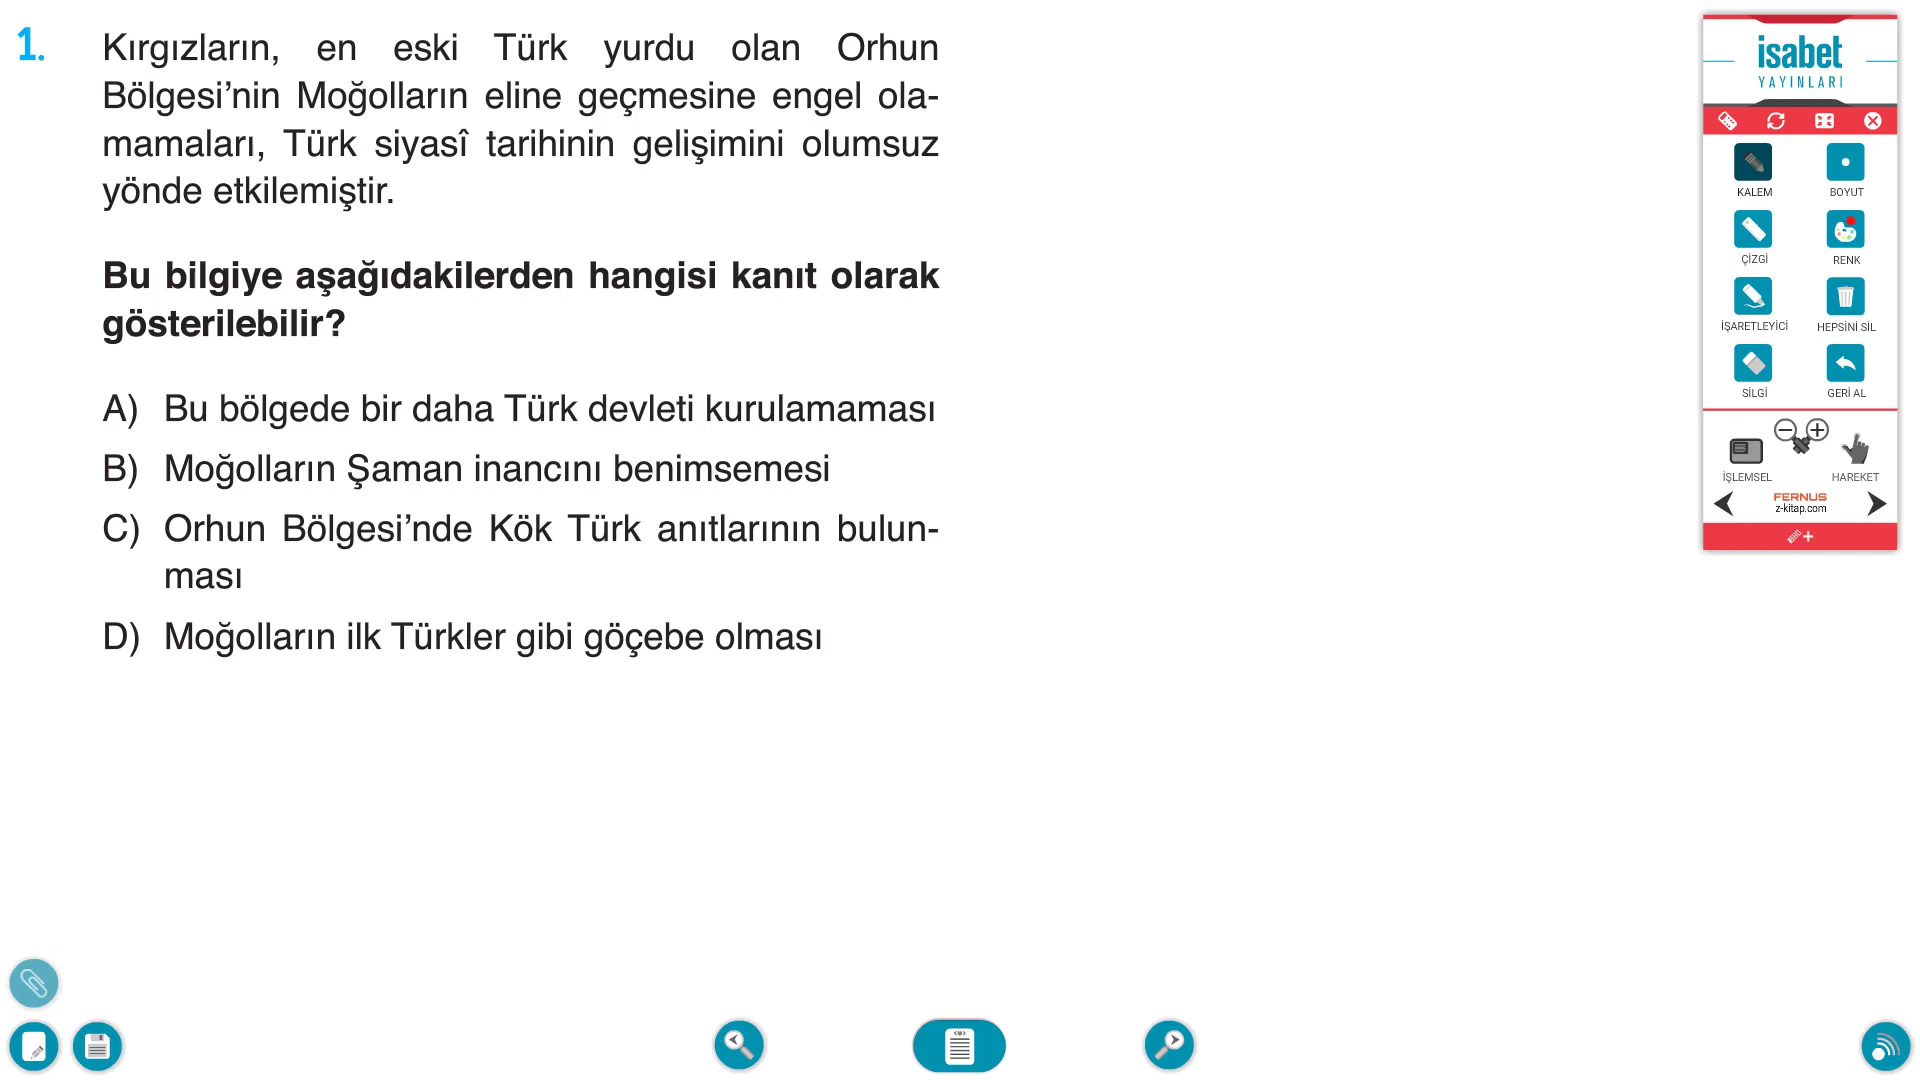 1. Kırgızların, en eski Türk yurdu olan Orhun
Bölgesi’nin Moğolların eline geçmesine engel ola-
mamaları, Türk siyasî tarihinin gelişimini olumsuz
yönde etkilemiştir.
Bu bilgiye aşağıdakilerden hangisi kanıt olarak
gösterilebilir?
A) Bu bölgede bir daha Türk devleti kurulamaması
B) Moğolların Şaman inancını benimsemesi
C) Orhun Bölgesi’nde Kök Türk anıtlarının bulun-
ması
D) Moğolların ilk Türkler gibi göçebe olması
isabet
YAYINLARI
KALEM BOYUT
ÇİZGİ RENK
İŞARETLEYİCİ HEPSİNİ SİL
SİLGİ GERİ AL
İŞLEMSEL HAREKET
FERNUS
z-kitap.com